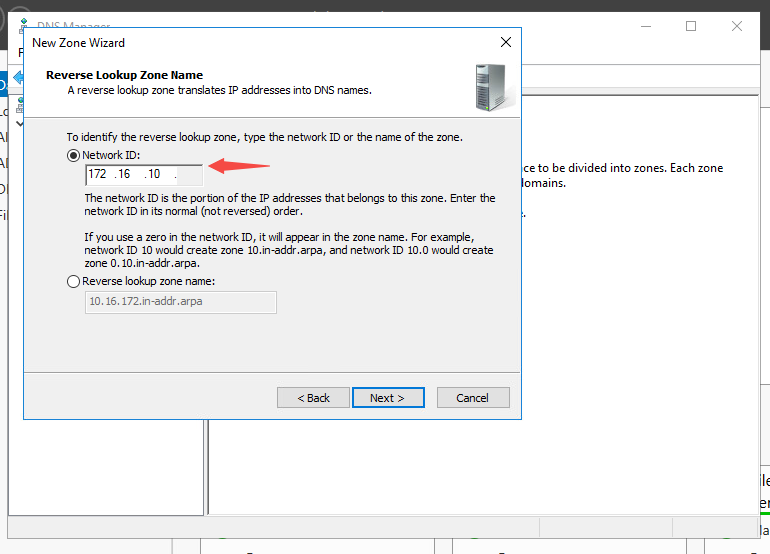 DNS Manager
New Zone Wizard
Reverse Lookup Zone Name
A reverse lookup zone translates IP addresses into DNS names.
To identify the reverse lookup zone, type the network ID or the name of the zone.
Network ID:
172 .16 .10 .
The network ID is the portion of the IP addresses that belongs to this zone. Enter the
network ID in its normal (not reversed) order.
If you use a zero in the network ID, it will appear in the zone name. For example,
network ID 10 would create zone 10.in-addr.arpa, and network ID 10.0 would create
zone 0.10.in-addr.arpa.
Reverse lookup zone name:
10.16.172.in-addr.arpa
< Back
Next >
Cancel
to be divided into zones. Each zone